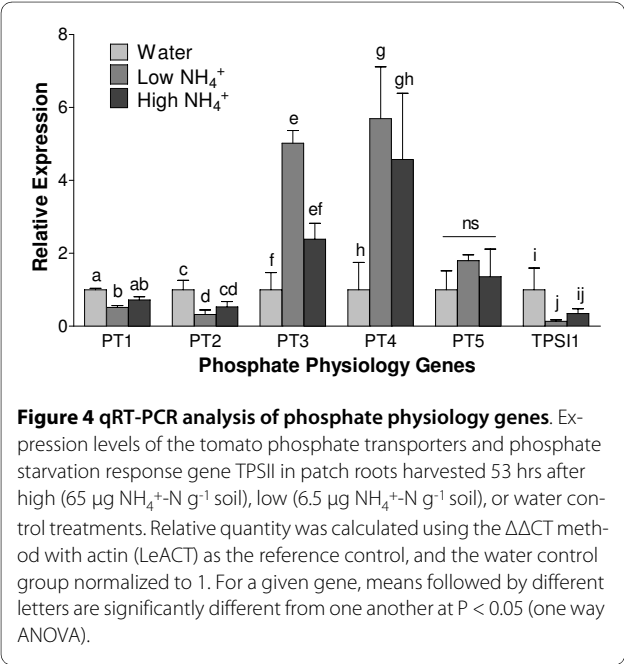 8
6
4
2
0
Relative Expression
Water
Low NH₄⁺
High NH₄⁺
a
b
ab
c
d
cd
f
e
ef
h
g
gh
ns
i
j
ij
PT1 PT2 PT3 PT4 PT5 TPSI1
Phosphate Physiology Genes
Figure 4 qRT-PCR analysis of phosphate physiology genes. Ex-
pression levels of the tomato phosphate transporters and phosphate
starvation response gene TPSII in patch roots harvested 53 hrs after
high (65 μg NH₄⁺-N g⁻¹ soil), low (6.5 μg NH₄⁺-N g⁻¹ soil), or water con-
trol treatments. Relative quantity was calculated using the ΔΔCT meth-
od with actin (LeACT) as the reference control, and the water control
group normalized to 1. For a given gene, means followed by different
letters are significantly different from one another at P < 0.05 (one way
ANOVA).